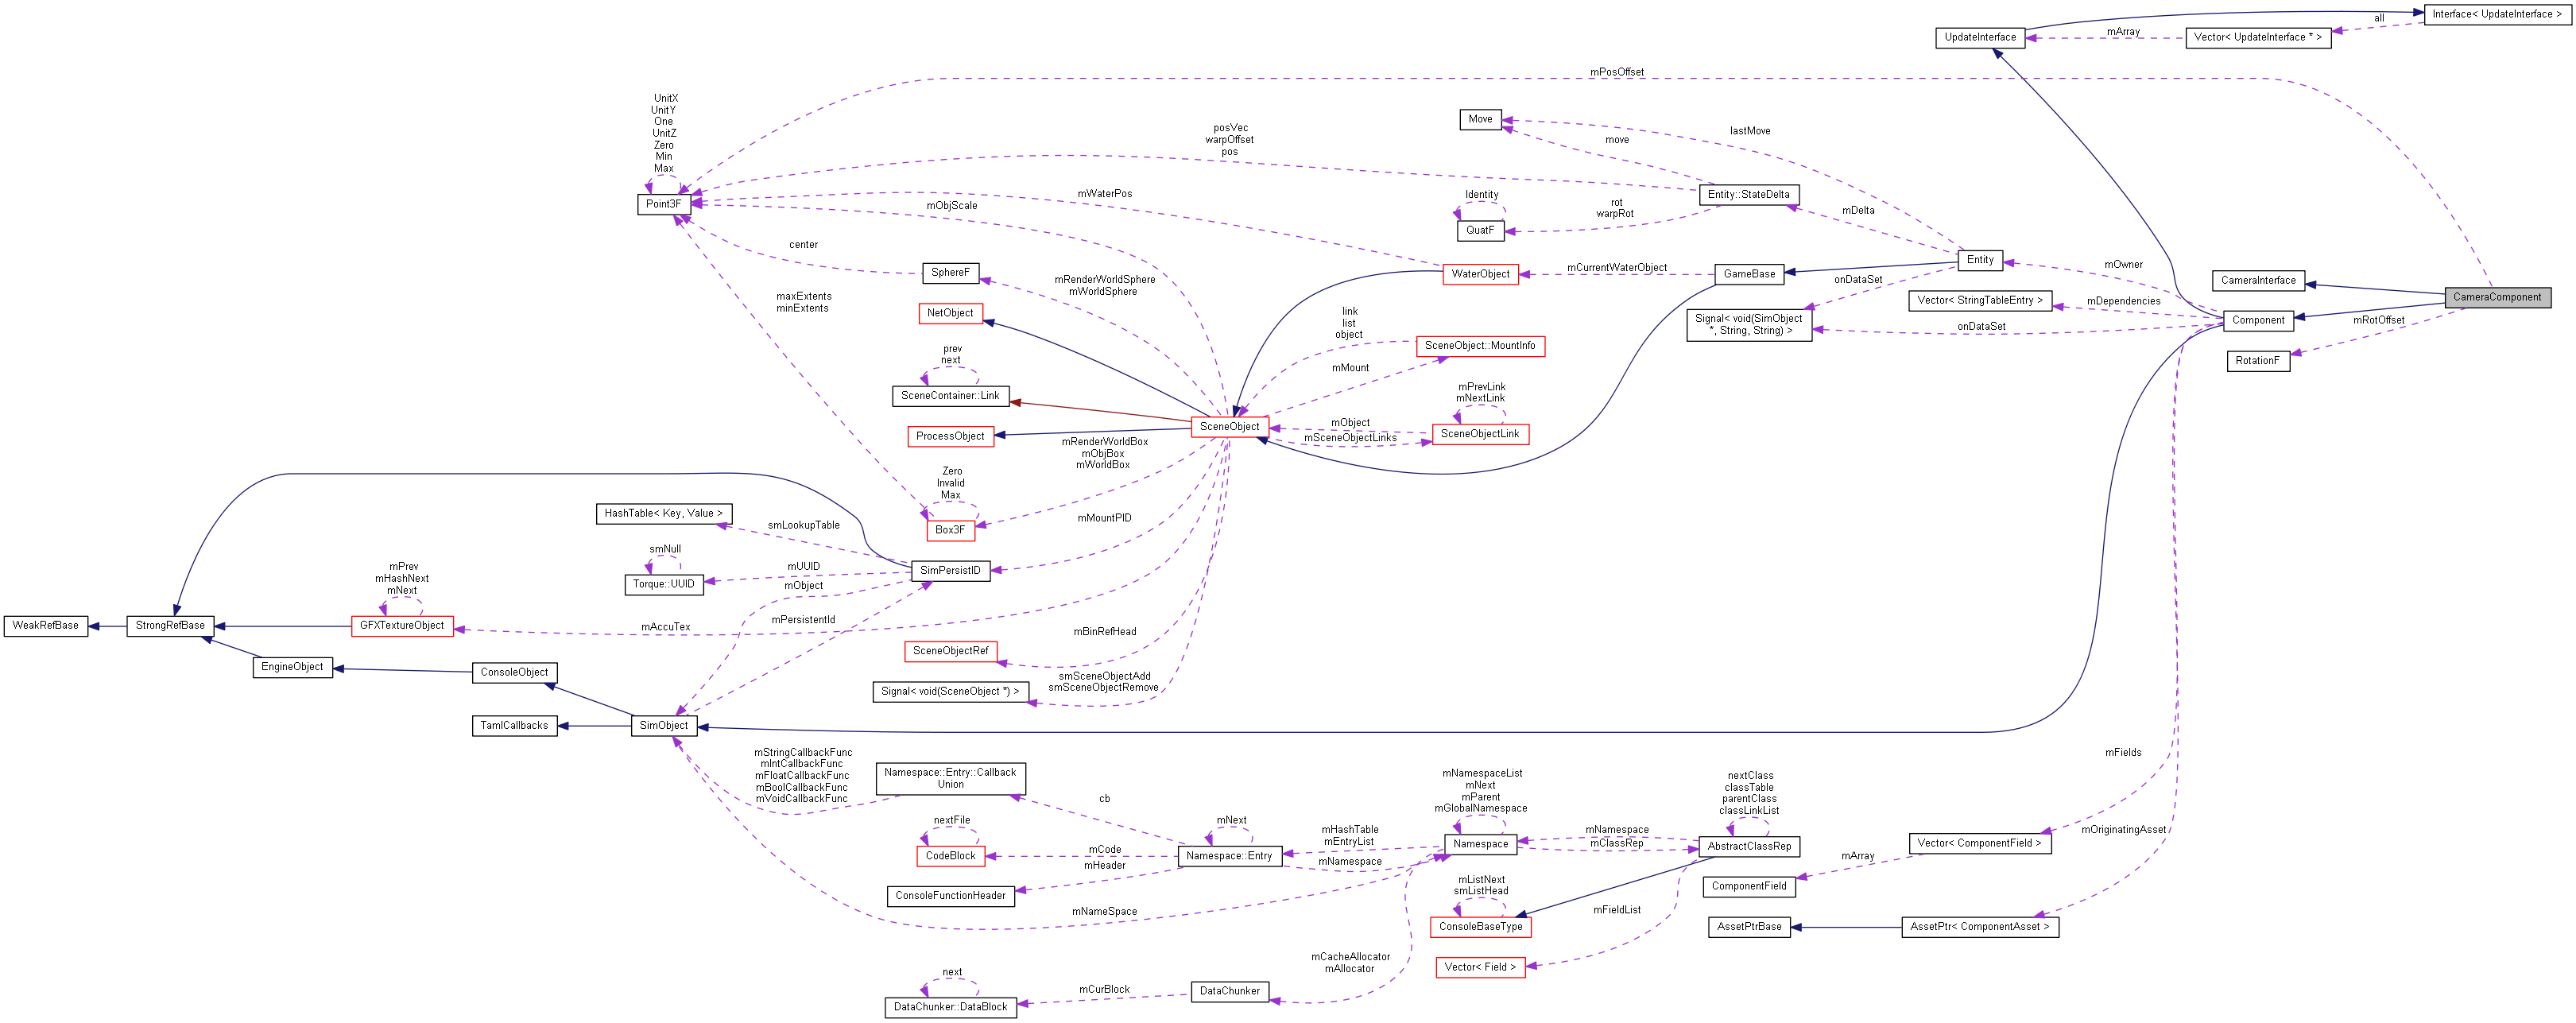 Interface< UpdateInterface >
all
UpdateInterface
mArray
Vector< UpdateInterface * >
mPosOffset
UnitX
UnitY
One
UnitZ
Zero
Min
Max
Point3F
posVec
warpOffset
pos
Move
lastMove
move
mWaterPos
mObjScale
Identity
QuatF
rot
warpRot
Entity::StateDelta
mDelta
center
SphereF
mRenderWorldSphere
mWorldSphere
WaterObject
mCurrentWaterObject
GameBase
Entity
mOwner
onDataSet
CameraInterface
CameraComponent
Vector< StringTableEntry >
mDependencies
maxExtents
minExtents
NetObject
link
list
object
Signal< void(SimObject
*, String, String) >
onDataSet
Component
mRotOffset
RotationF
SceneObject::MountInfo
mMount
prev
next
SceneContainer::Link
mPrevLink
mNextLink
ProcessObject
SceneObject
mObject
mSceneObjectLinks
SceneObjectLink
mRenderWorldBox
mObjBox
mWorldBox
Zero
Invalid
Max
Box3F
HashTable< Key, Value >
smLookupTable
mMountPID
smNull
Torque::UUID
mUUID
SimPersistID
mObject
mPrev
mHashNext
mNext
WeakRefBase
StrongRefBase
GFXTextureObject
mAccuTex
mPersistentId
mBinRefHead
SceneObjectRef
EngineObject
ConsoleObject
Signal< void(SceneObject *) >
smSceneObjectAdd
smSceneObjectRemove
TamlCallbacks
SimObject
mStringCallbackFunc
mIntCallbackFunc
mFloatCallbackFunc
mBoolCallbackFunc
mVoidCallbackFunc
Namespace::Entry::Callback
Union
cb
mNamespaceList
mNext
mParent
mGlobalNamespace
nextClass
classTable
parentClass
classLinkList
mFields
nextFile
CodeBlock
mCode
mNext
mHashTable
mEntryList
Namespace
mNamespace
mClassRep
AbstractClassRep
mOriginatingAsset
Vector< ComponentField >
Namespace::Entry
mHeader
mNamespace
ConsoleFunctionHeader
mArray
ComponentField
mListNext
smListHead
ConsoleBaseType
mNameSpace
mFieldList
AssetPtrBase
AssetPtr< ComponentAsset >
mCacheAllocator
mAllocator
Vector< Field >
next
DataChunker::DataBlock
mCurBlock
DataChunker